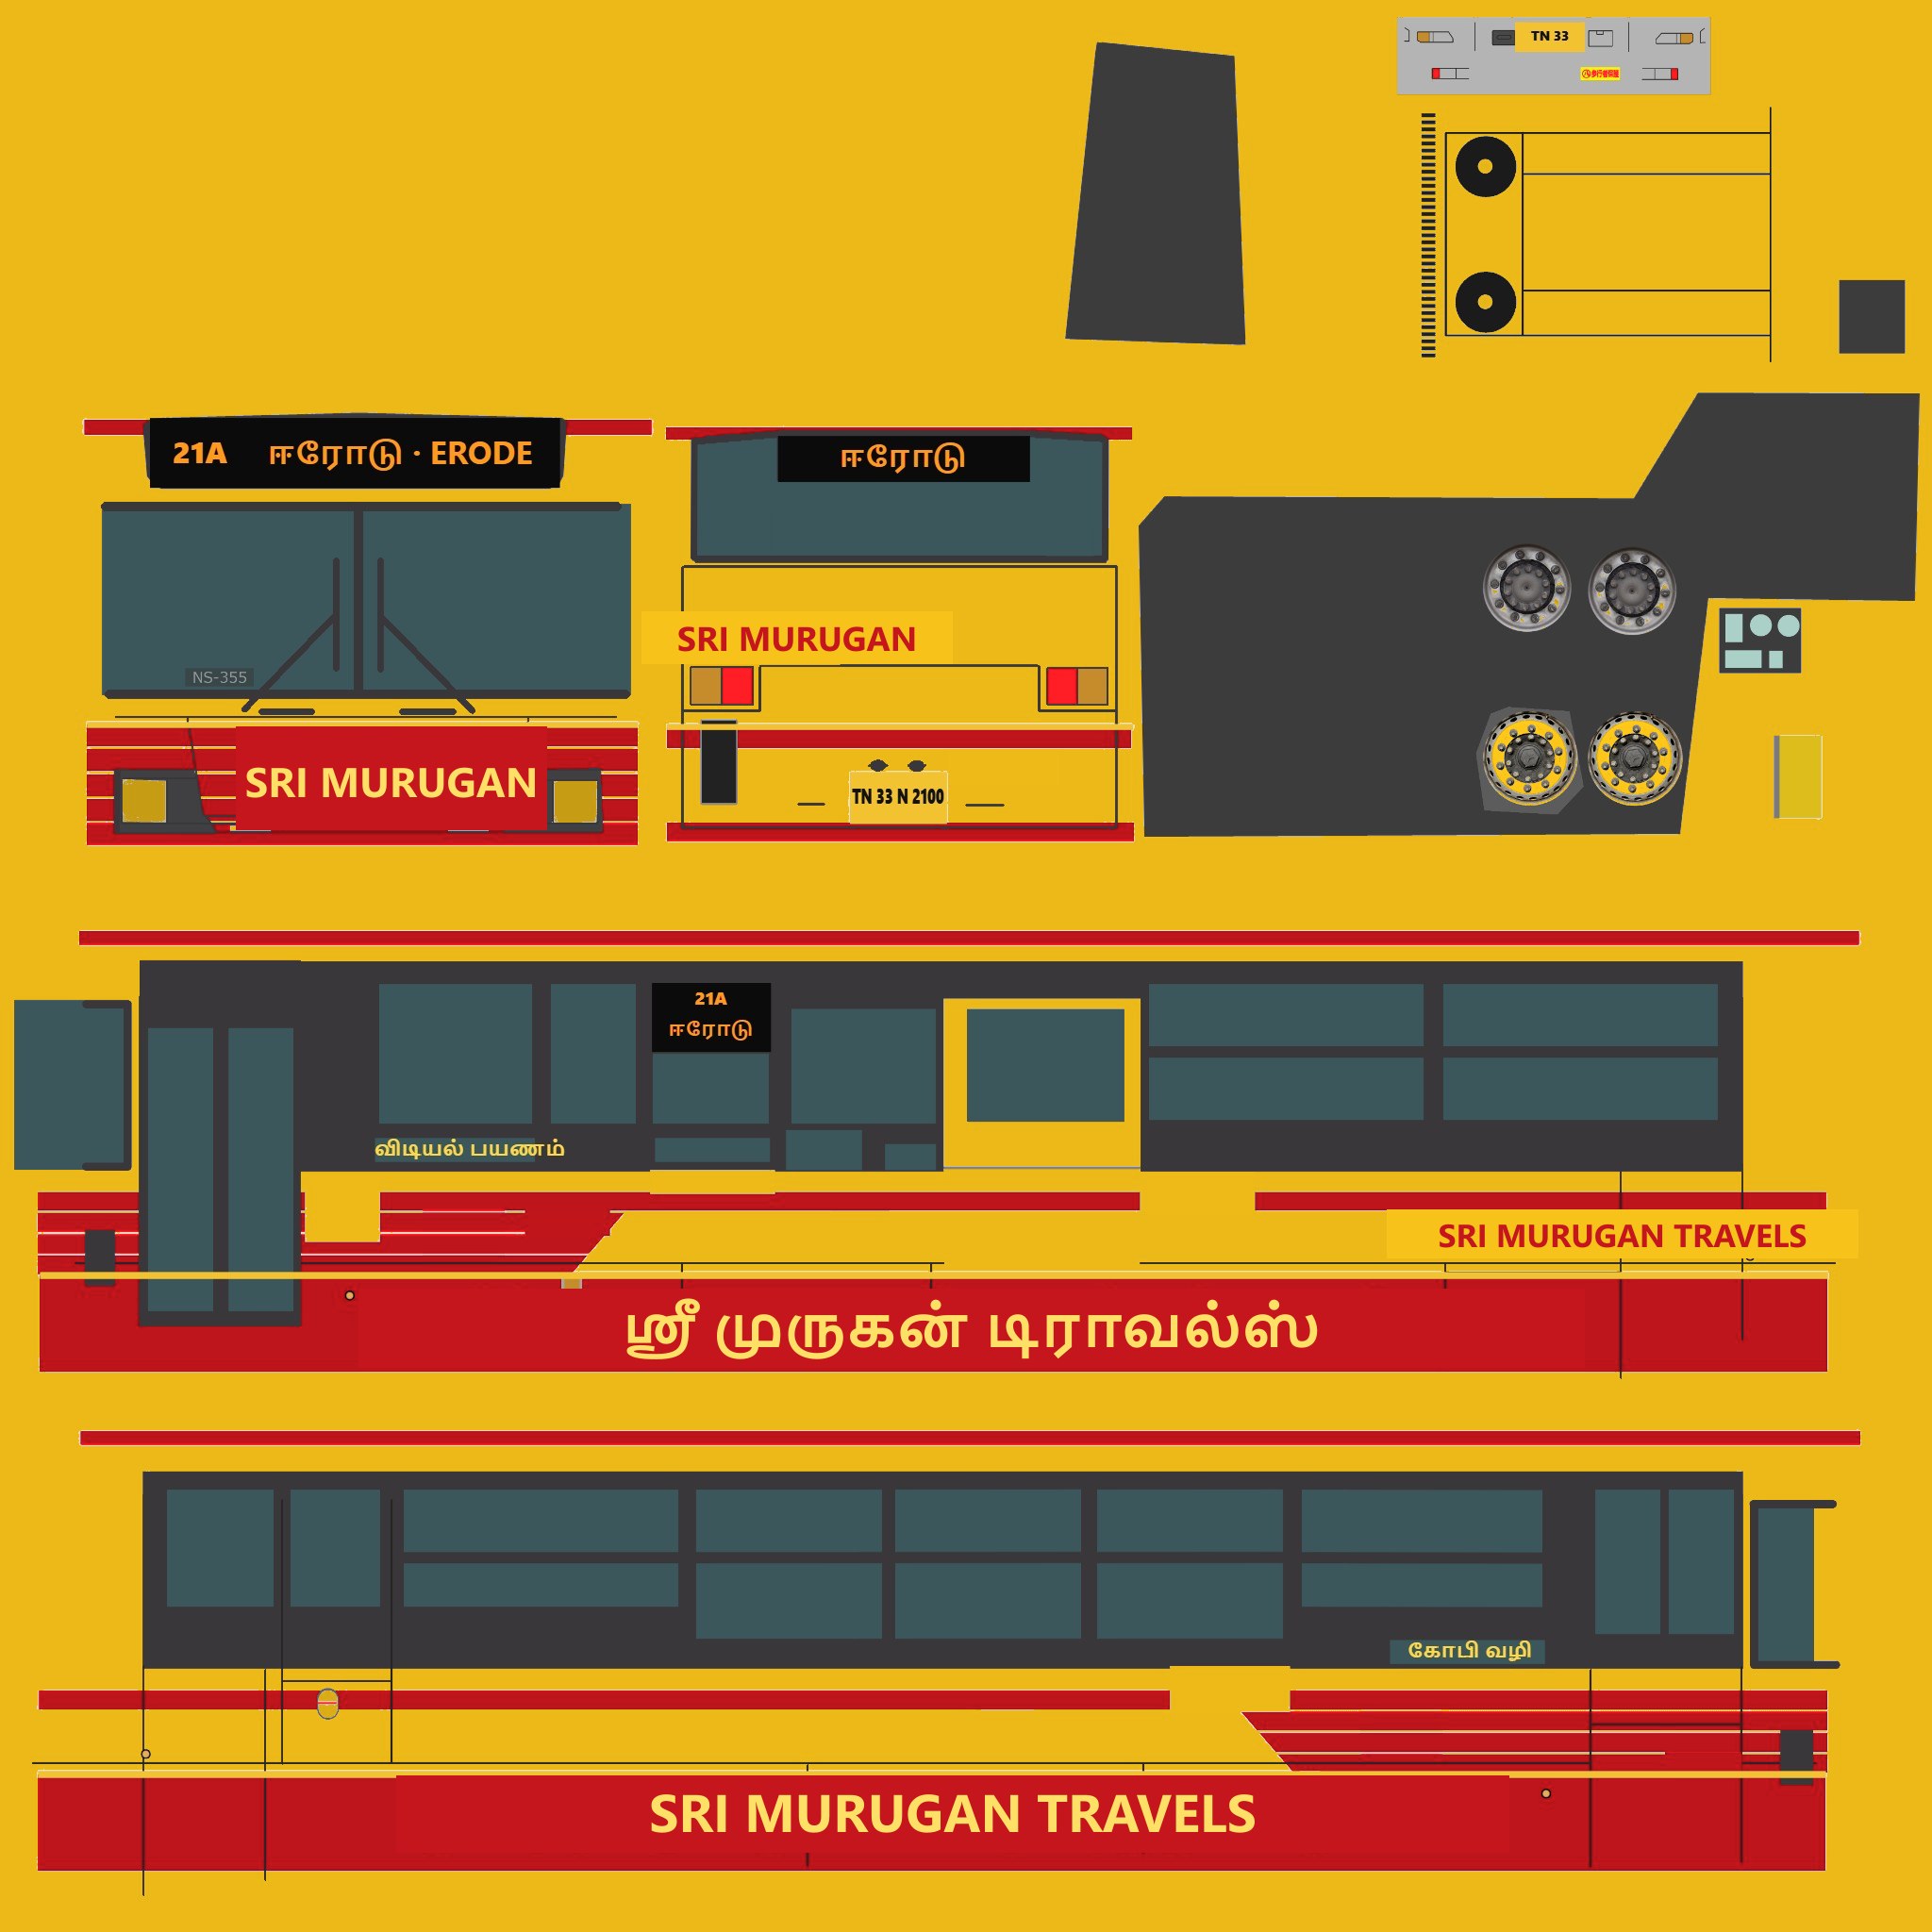 TN 33
21A ஈரோடு · ERODE
ஈரோடு
NS-355
SRI MURUGAN
SRI MURUGAN
TN 33 N 2100
21A
ஈரோடு
விடியல் பயணம்
SRI MURUGAN TRAVELS
ஸ்ரீ முருகன் டிராவல்ஸ்
கோபி வழி
SRI MURUGAN TRAVELS